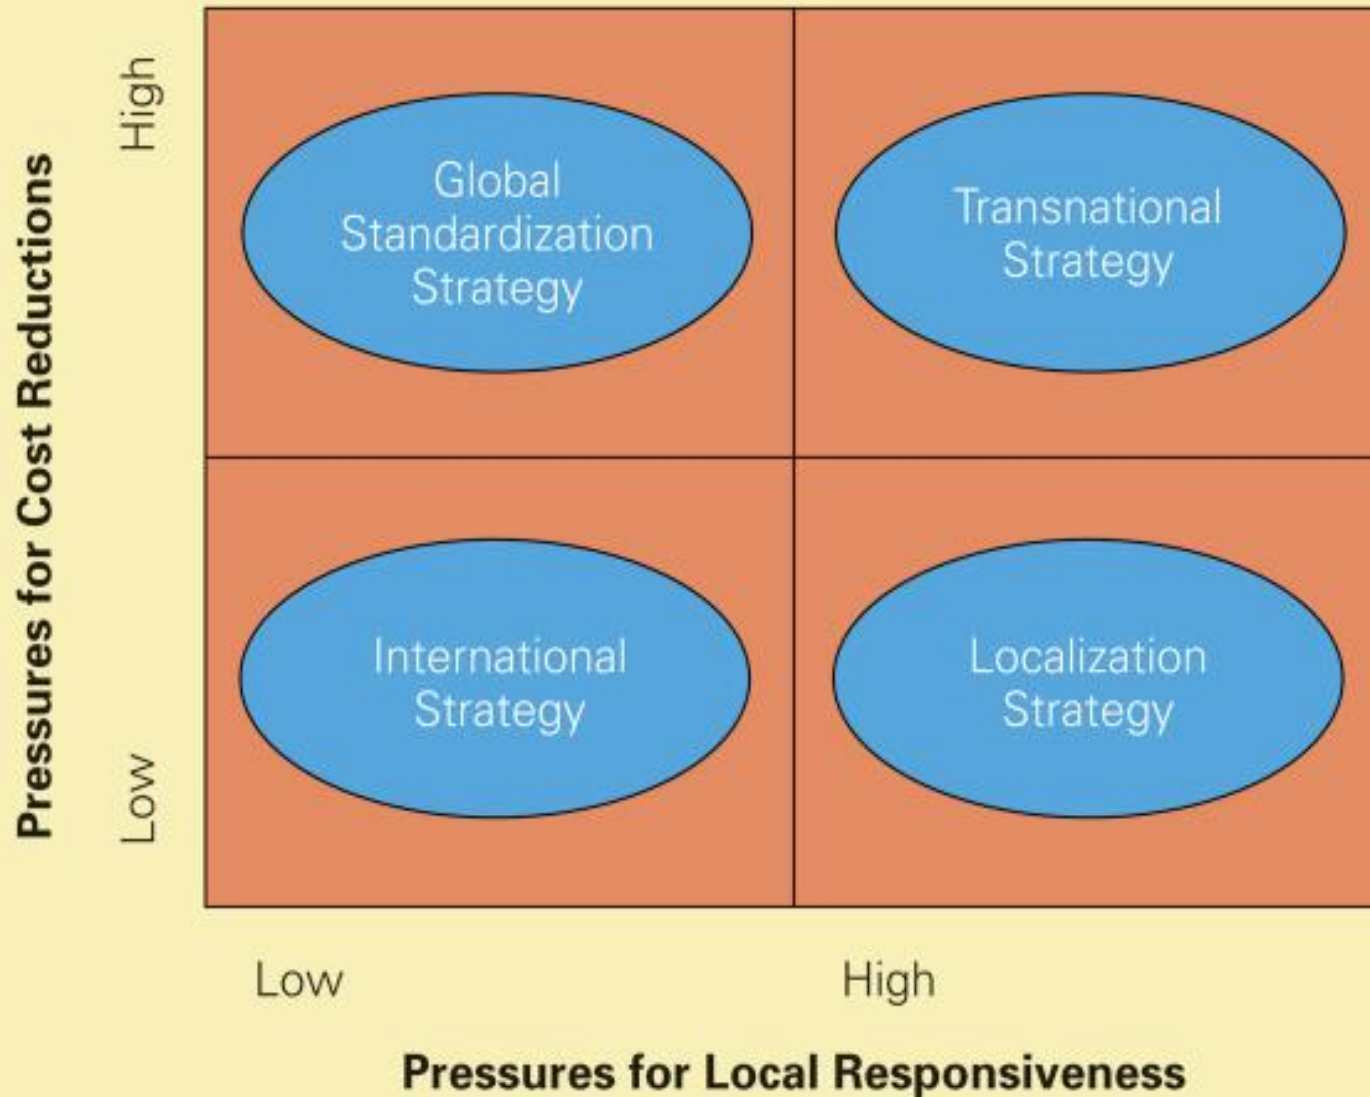 High
Global
Standardization
Strategy
Transnational
Strategy
Pressures for Cost Reductions
International
Strategy
Localization
Strategy
Low
Low
High
Pressures for Local Responsiveness